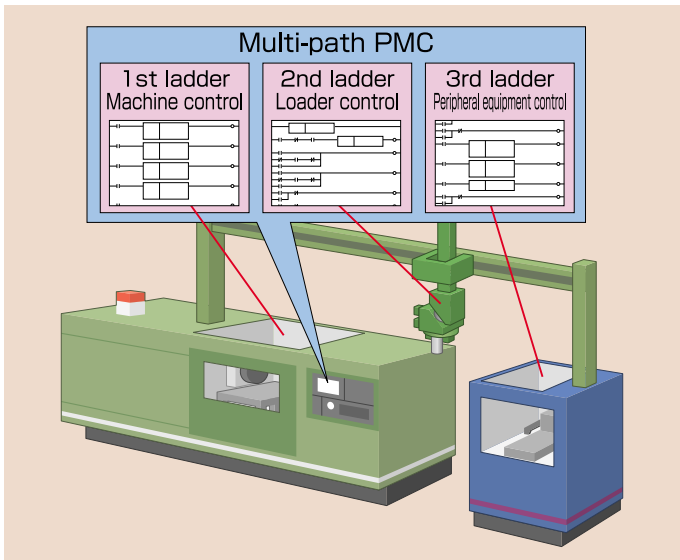 Multi-path PMC
1st ladder
Machine control
2nd ladder
Loader control
3rd ladder
Peripheral equipment control